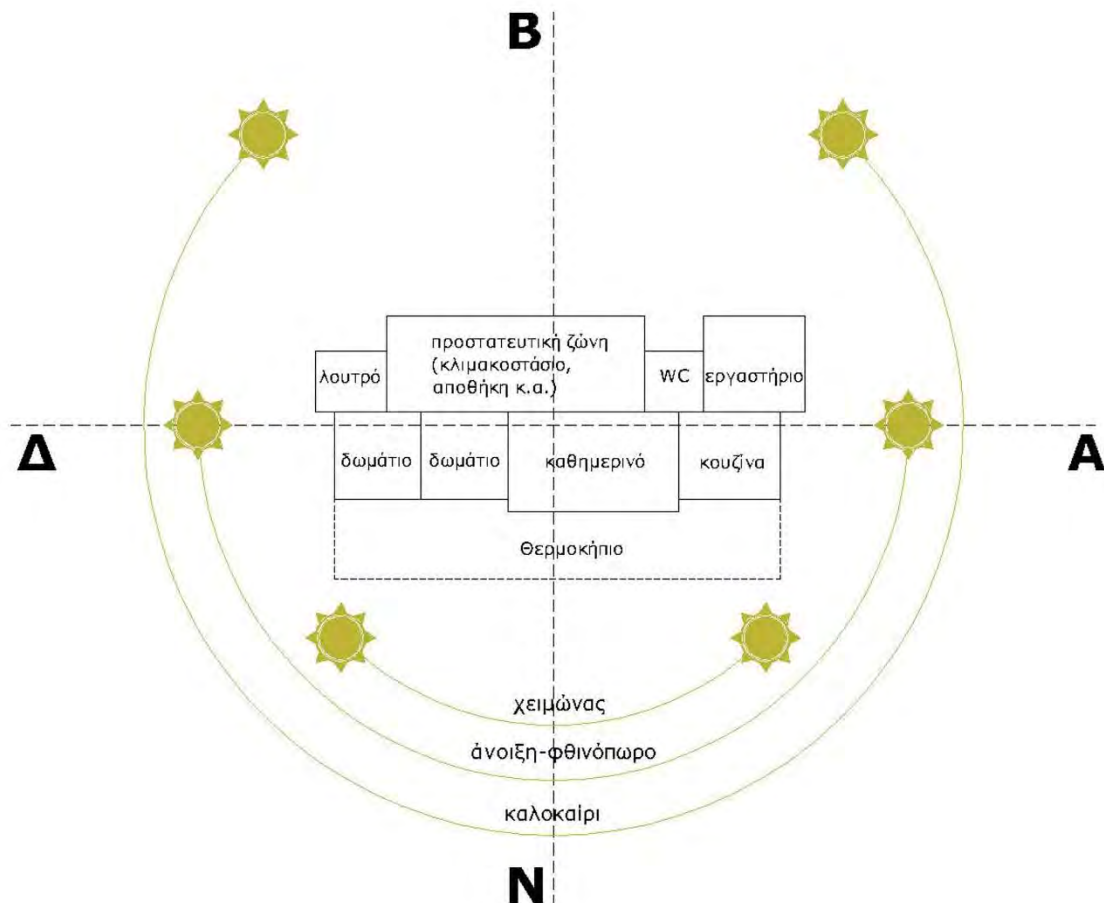 Β
προστατευτική ζώνη
(κλιμακοστάσιο,
αποθήκη κ.α.)
λουτρό
WC
εργαστήριο
Δ
Α
δωμάτιο
δωμάτιο
καθημερινό
κουζίνα
Θερμοκήπιο
χειμώνας
άνοιξη-φθινόπωρο
καλοκαίρι
Ν